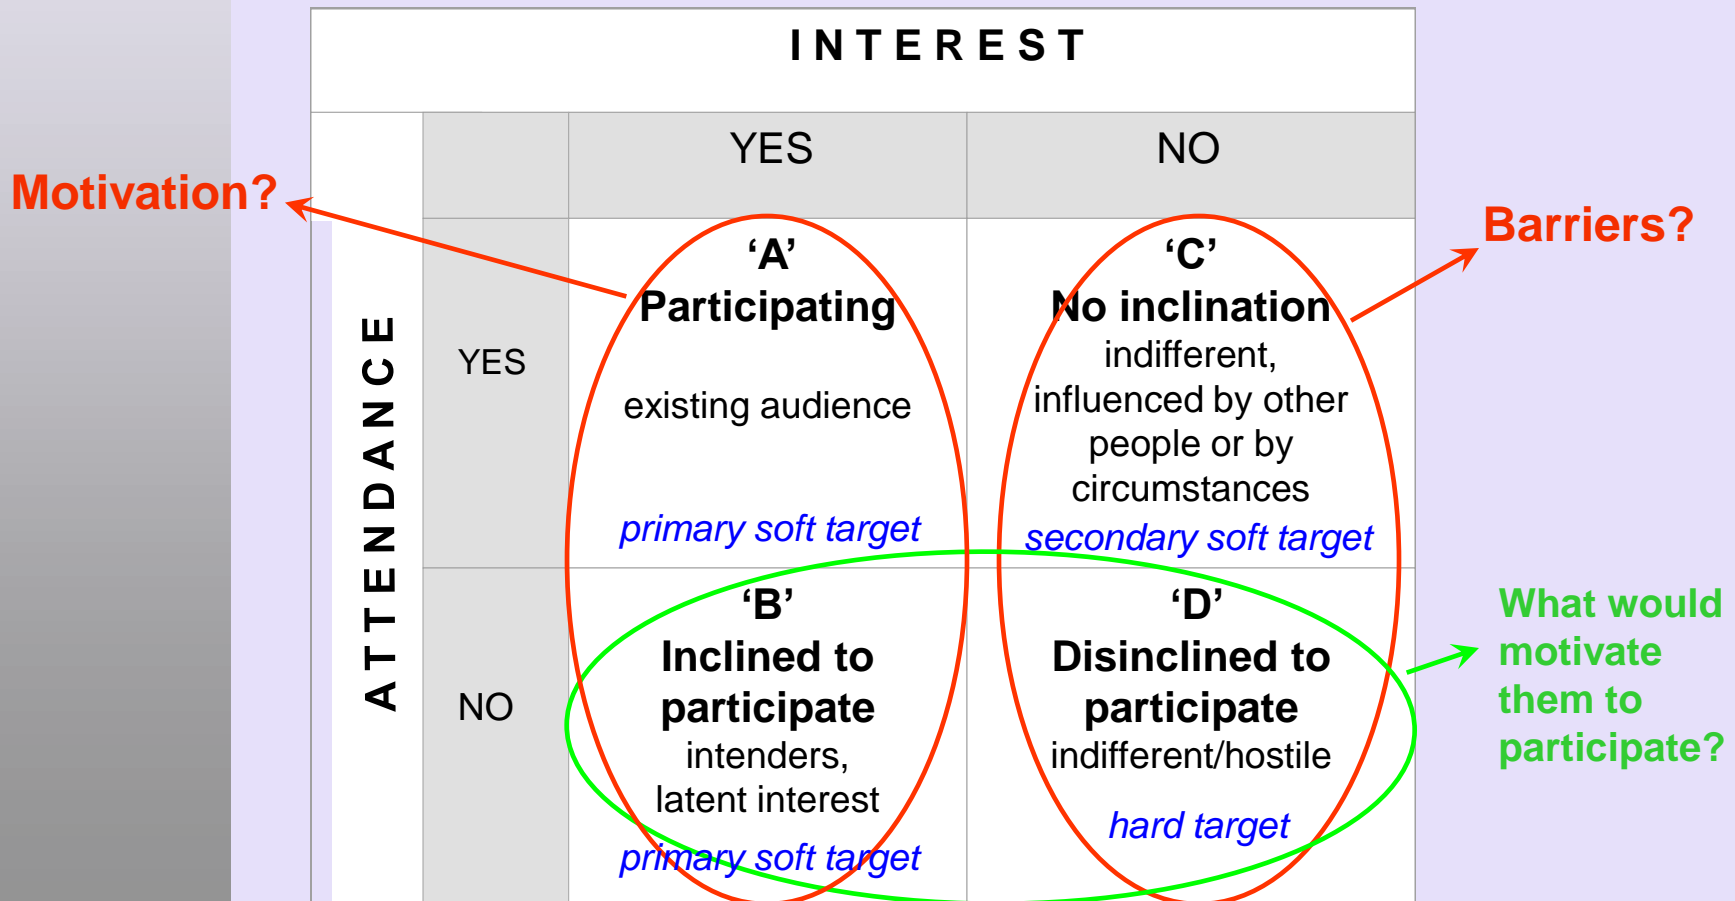 I N T E R E S T
YES
NO
Motivation?
Barriers?
A T T E N D A N C E
YES
‘A’
Participating
existing audience
primary soft target
‘C’
No inclination
indifferent,
influenced by other
people or by
circumstances
secondary soft target
NO
‘B’
Inclined to
participate
intenders,
latent interest
primary soft target
‘D’
Disinclined to
participate
indifferent/hostile
hard target
What would
motivate
them to
participate?